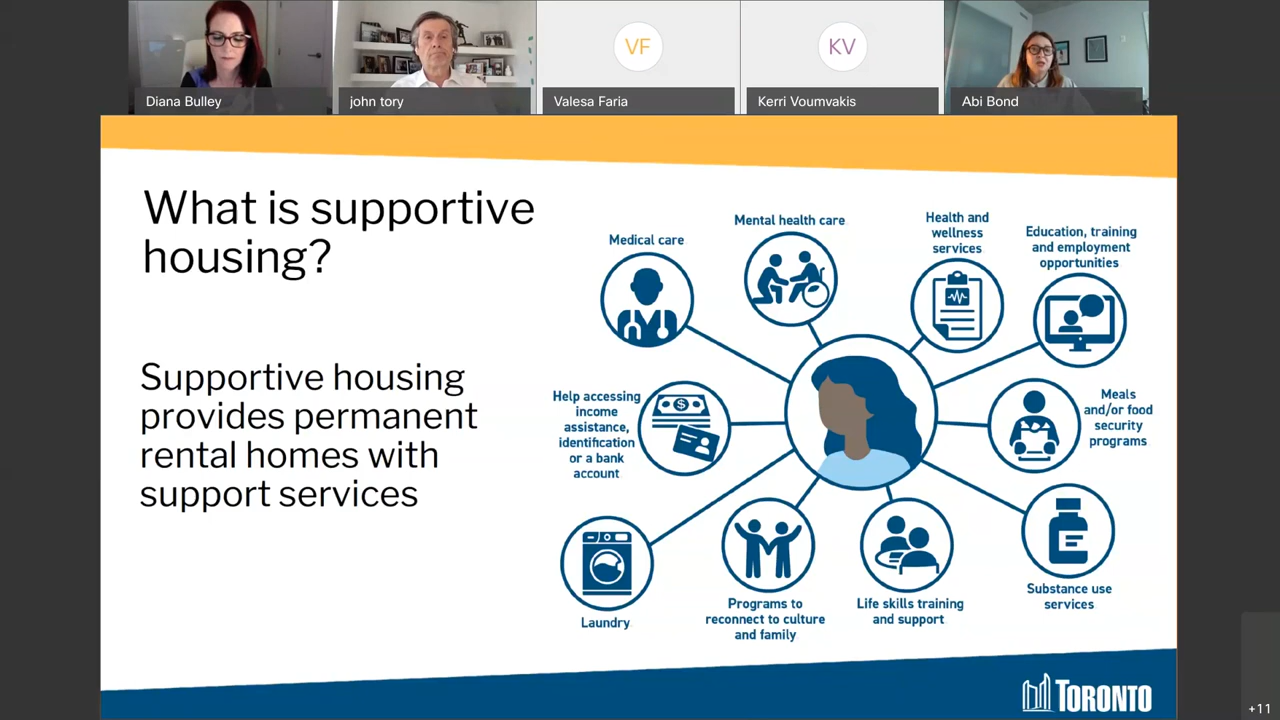 Diana Bulley
john tory
VF
Valesa Faria
KV
Kerri Voumvakis
Abi Bond
What is supportive
housing?
Supportive housing
provides permanent
rental homes with
support services
Medical care
Mental health care
Health and
wellness
services
Education, training
and employment
opportunities
Help accessing
income
assistance,
identification
or a bank
account
$
Meals
and/or food
security
programs
Laundry
Programs to
reconnect to culture
and family
Life skills training
and support
Substance use
services
TORONTO
+11